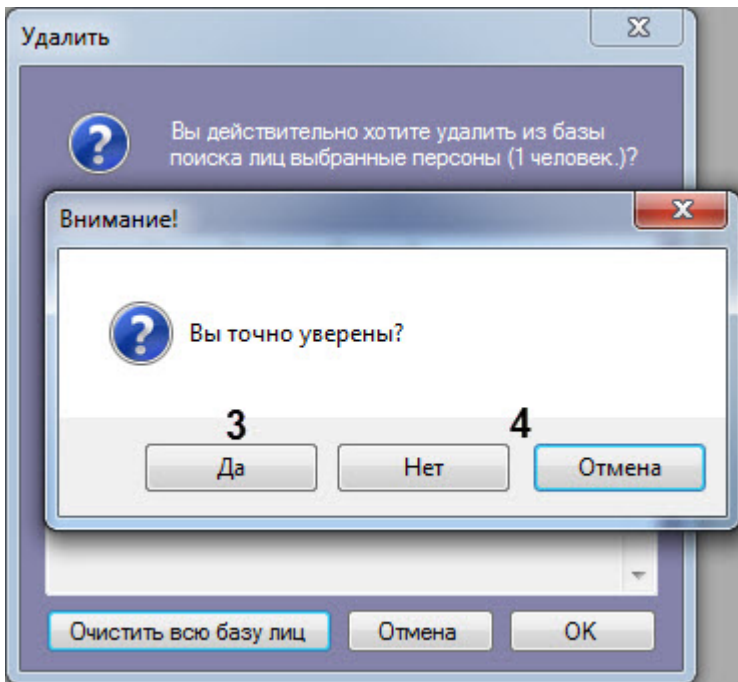 Удалить
Вы действительно хотите удалить из базы
поиска лиц выбранные персоны (1 человек.)?
Внимание!
Вы точно уверены?
3
4
Да
Нет
Отмена
Очистить всю базу лиц
Отмена
OK